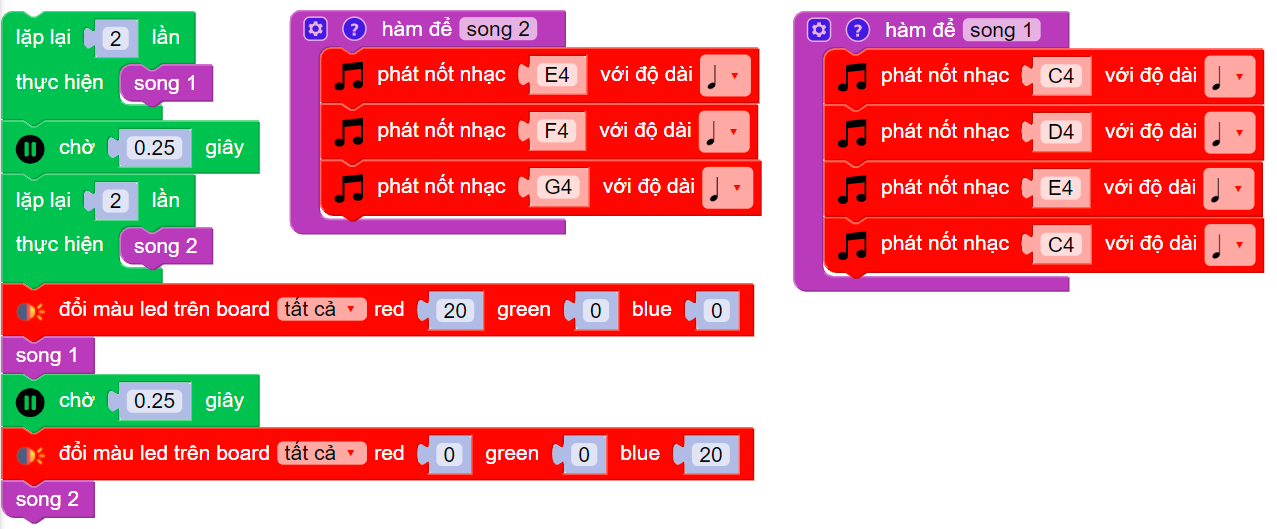 lặp lại 2 lần
thực hiện song 1
chờ 0.25 giây
lặp lại 2 lần
thực hiện song 2
đổi màu led trên board tất cả red 20 green 0 blue 0
song 1
chờ 0.25 giây
đổi màu led trên board tất cả red 0 green 0 blue 20
song 2
? hàm để song 2
phát nốt nhạc E4 với độ dài
phát nốt nhạc F4 với độ dài
phát nốt nhạc G4 với độ dài
? hàm để song 1
phát nốt nhạc C4 với độ dài
phát nốt nhạc D4 với độ dài
phát nốt nhạc E4 với độ dài
phát nốt nhạc C4 với độ dài